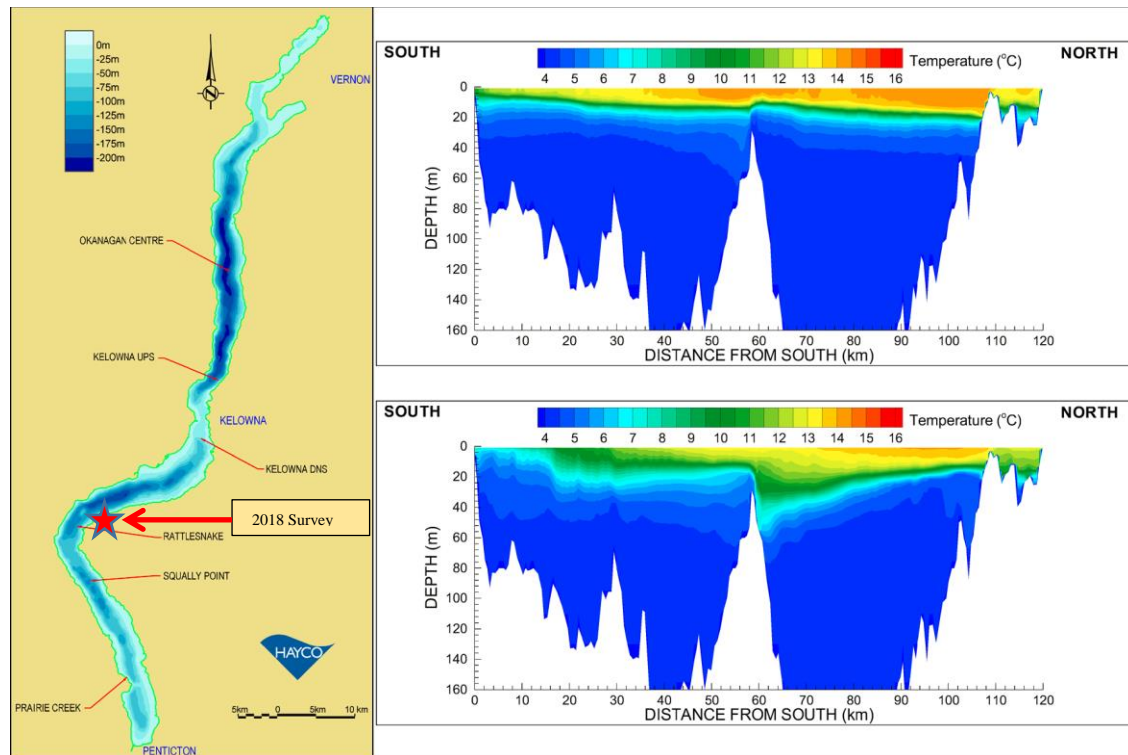 0m
-25m
-50m
-75m
-100m
-125m
-150m
-175m
-200m
N
VERNON
OKANAGAN CENTRE
KELOWNA UPS
KELOWNA
KELOWNA DNS
2018 Survey
RATTLESNAKE
SQUALLY POINT
HAYCO
PRAIRIE CREEK
5km 0 5km 10 km
PENTICTON
SOUTH NORTH
4 5 6 7 8 9 10 11 12 13 14 15 16 Temperature (°C)
DEPTH (m)
0
20
40
60
80
100
120
140
160
0 10 20 30 40 50 60 70 80 90 100 110 120
DISTANCE FROM SOUTH (km)
SOUTH NORTH
4 5 6 7 8 9 10 11 12 13 14 15 16 Temperature (°C)
DEPTH (m)
0
20
40
60
80
100
120
140
160
0 10 20 30 40 50 60 70 80 90 100 110 120
DISTANCE FROM SOUTH (km)